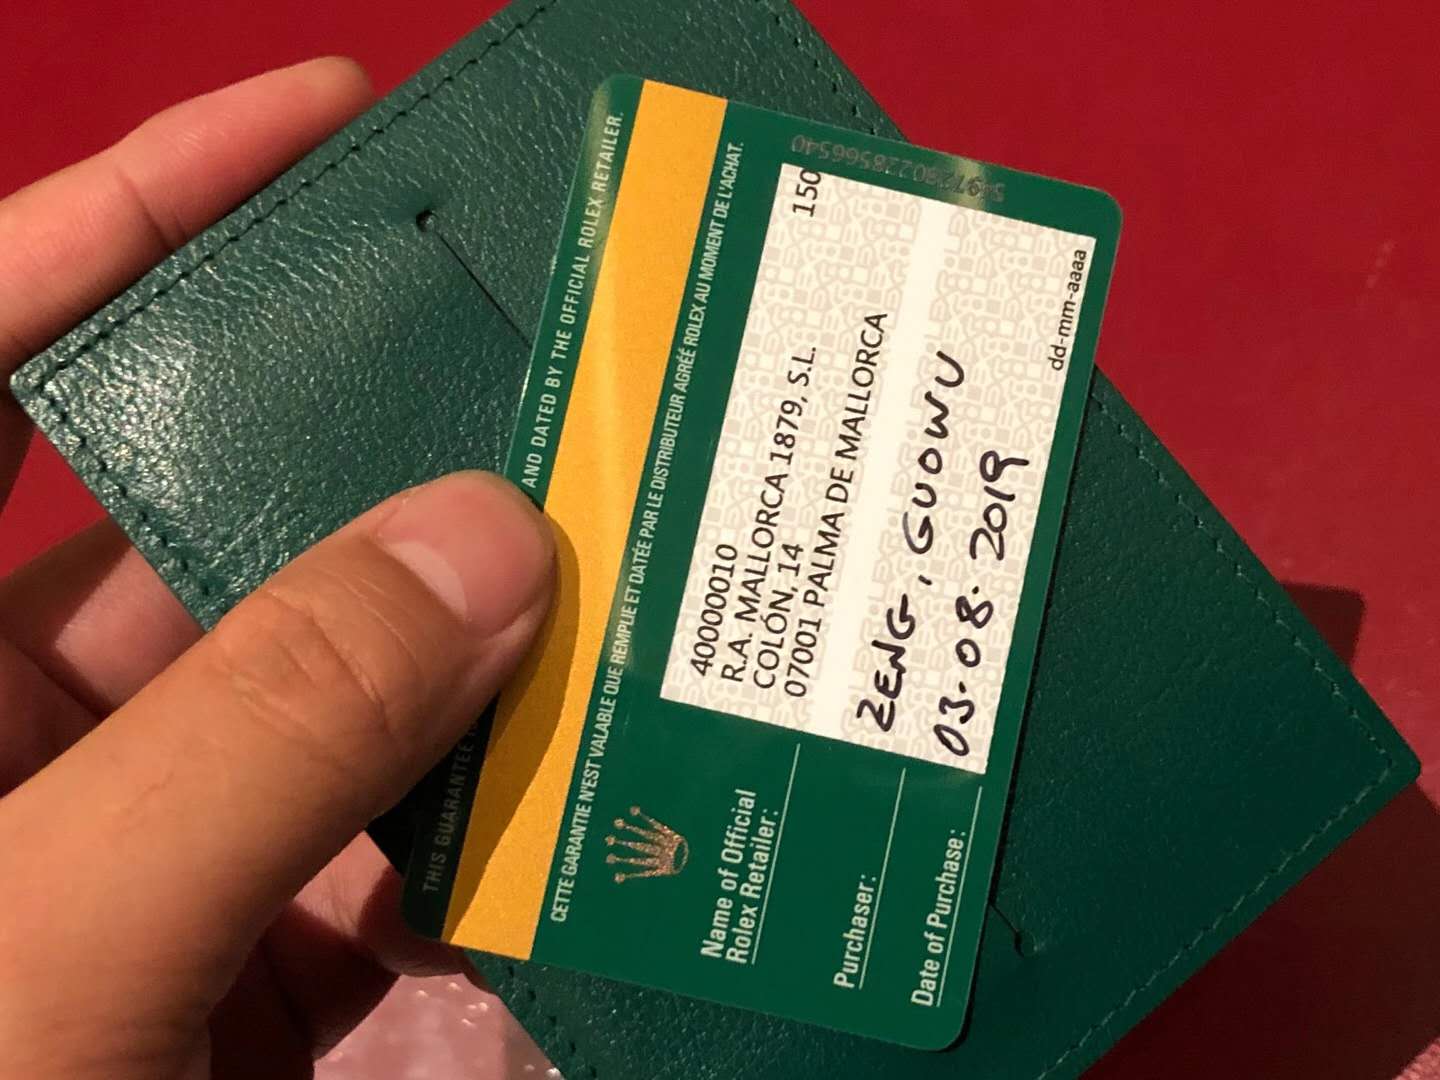 THIS GUARANTEE AND DATED BY THE OFFICIAL ROLEX RETAILER.
CETTE GARANTIE N'EST VALABLE QUE REMPLIE ET DATÉE PAR LE DISTRIBUTEUR AGRÉÉ ROLEX AU MOMENT DE L'ACHAT.
40000010 150
R.A. MALLORCA 1879, S.L.
COLÓN, 14
07001 PALMA DE MALLORCA
Name of Official
Rolex Retailer:
Purchaser: ZENG, GUOWU
Date of Purchase: 03.08.2019
dd-mm-aaaa